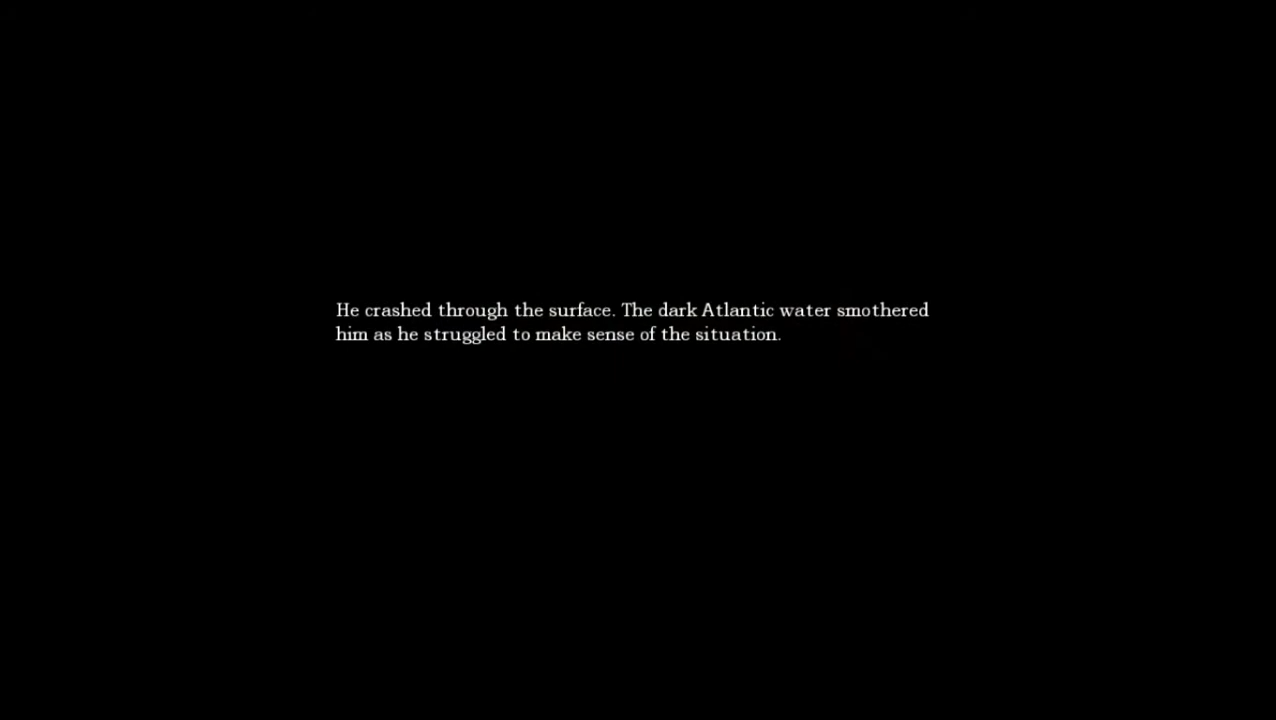 He crashed through the surface. The dark Atlantic water smothered
him as he struggled to make sense of the situation.